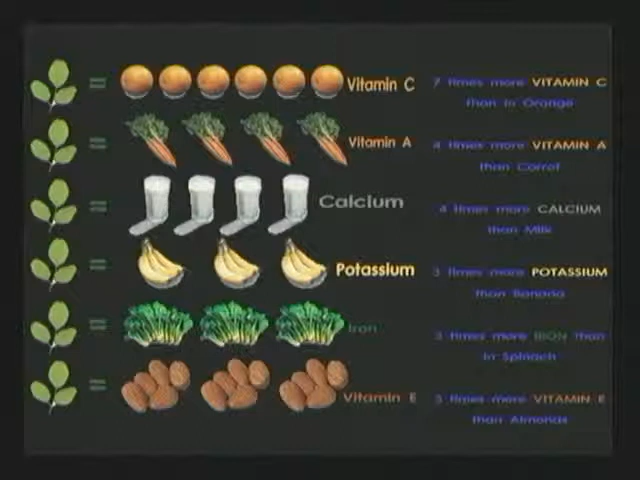 Vitamin C
7 times more VITAMIN C
than in Orange
Vitamin A
4 times more VITAMIN A
than Carrot
Calcium
4 times more CALCIUM
than Milk
Potassium
3 times more POTASSIUM
than Banana
Iron
3 times more IRON than
in Spinach
Vitamin E
3 times more VITAMIN E
than Almonds